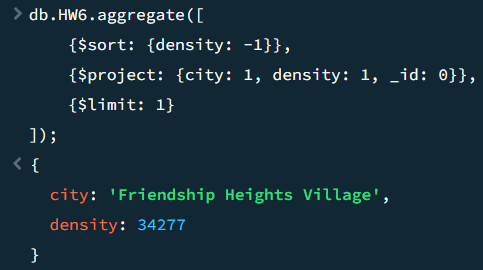 > db.HW6.aggregate([
{$sort: {density: -1}},
{$project: {city: 1, density: 1, _id: 0}},
{$limit: 1}
]);
< {
city: 'Friendship Heights Village',
density: 34277
}